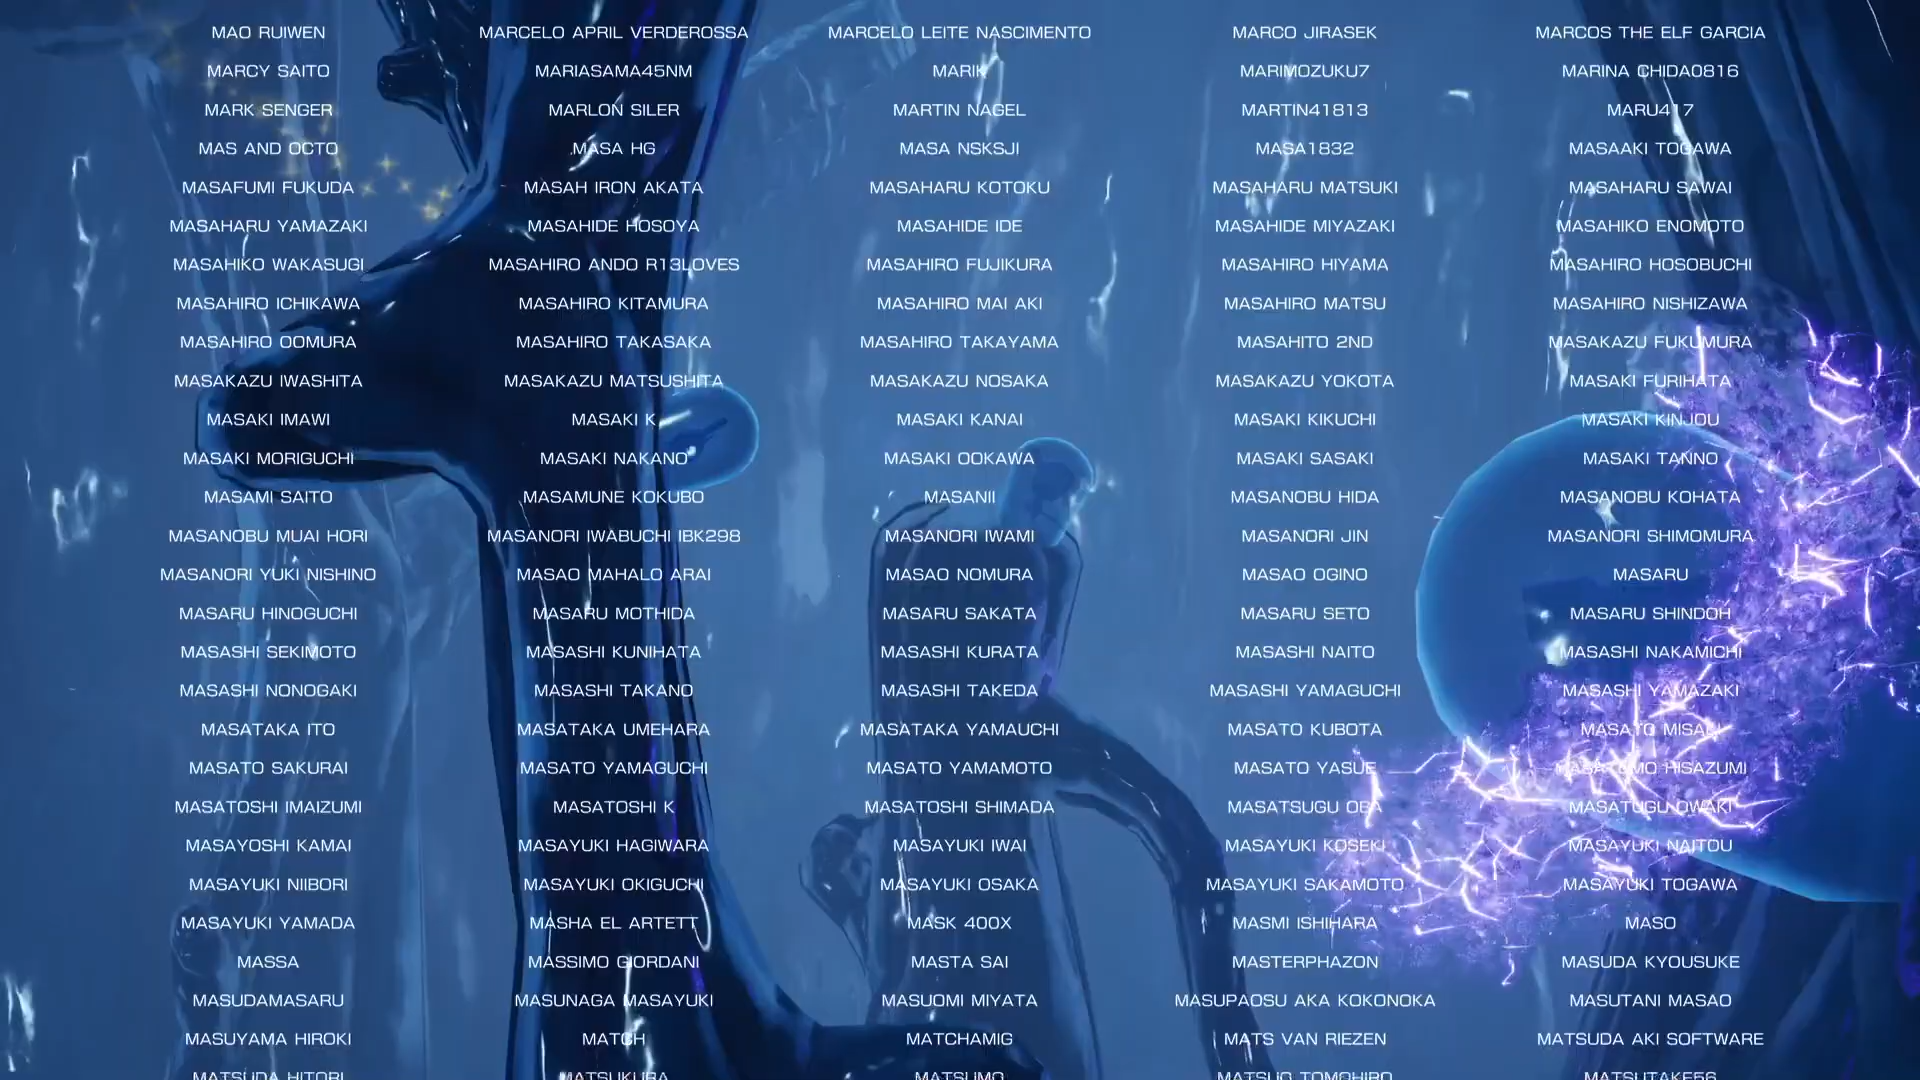 MAO RUIWEN MARCELO APRIL VERDEROSSA MARCELO LEITE NASCIMENTO MARCO JIRASEK MARCOS THE ELF GARCIA
MARCY SAITO MARIASAMA45NM MARIK MARIMOZUKU7 MARINA CHIDA0816
MARK SENGER MARLON SILER MARTIN NAGEL MARTIN41813 MARU417
MAS AND OCTO MASA HG MASA NSKSJI MASA1832 MASAAKI TOGAWA
MASAFUMI FUKUDA MASAH IRON AKATA MASAHARU KOTOKU MASAHARU MATSUKI MASAHARU SAWAI
MASAHARU YAMAZAKI MASAHIDE HOSOYA MASAHIDE IDE MASAHIDE MIYAZAKI MASAHIKO ENOMOTO
MASAHIKO WAKASUGI MASAHIRO ANDO R13LOVES MASAHIRO FUJIKURA MASAHIRO HIYAMA MASAHIRO HOSOBUCHI
MASAHIRO ICHIKAWA MASAHIRO KITAMURA MASAHIRO MAI AKI MASAHIRO MATSU MASAHIRO NISHIZAWA
MASAHIRO OOMURA MASAHIRO TAKASAKA MASAHIRO TAKAYAMA MASAHITO 2ND MASAKAZU FUKUMURA
MASAKAZU IWASHITA MASAKAZU MATSUSHITA MASAKAZU NOSAKA MASAKAZU YOKOTA MASAKI FURIHATA
MASAKI IMAWI MASAKI K MASAKI KANAI MASAKI KIKUCHI MASAKI KINJOU
MASAKI MORIGUCHI MASAKI NAKANO MASAKI OOKAWA MASAKI SASAKI MASAKI TANNO
MASAMI SAITO MASAMUNE KOKUBO MASANII MASANOBU HIDA MASANOBU KOHATA
MASANOBU MUAI HORI MASANORI IWABUCHI IBK298 MASANORI IWAMI MASANORI JIN MASANORI SHIMOMURA
MASANORI YUKI NISHINO MASAO MAHALO ARAI MASAO NOMURA MASAO OGINO MASARU
MASARU HINOGUCHI MASARU MOTHIDA MASARU SAKATA MASARU SETO MASARU SHINDOH
MASASHI SEKIMOTO MASASHI KUNIHATA MASASHI KURATA MASASHI NAITO MASASHI NAKAMICHI
MASASHI NONOGAKI MASASHI TAKANO MASASHI TAKEDA MASASHI YAMAGUCHI MASASHI YAMAZAKI
MASATAKA ITO MASATAKA UMEHARA MASATAKA YAMAUCHI MASATO KUBOTA MASATO
MASATO SAKURAI MASATO YAMAGUCHI MASATO YAMAMOTO MASATO YASUE HISAZUMI
MASATOSHI IMAIZUMI MASATOSHI K MASATOSHI SHIMADA MASATSUGU OBA MASATUGU OWAKI
MASAYOSHI KAMAI MASAYUKI HAGIWARA MASAYUKI IWAI MASAYUKI KOSEKI MASAYUKI NAITOU
MASAYUKI NIIBORI MASAYUKI OKIGUCHI MASAYUKI OSAKA MASAYUKI SAKAMOTO MASAYUKI TOGAWA
MASAYUKI YAMADA MASHA EL ARTETT MASK 400X MASMI ISHIHARA MASO
MASSA MASSIMO GIORDANI MASTA SAI MASTERPHAZON MASUDA KYOUSUKE
MASUDAMASARU MASUNAGA MASAYUKI MASUOMI MIYATA MASUPAOSU AKA KOKONOKA MASUTANI MASAO
MASUYAMA HIROKI MATCH MATCHAMIG MATS VAN RIEZEN MATSUDA AKI SOFTWARE
MATSUDA HITORI MATSUKURA MATSUMO MATSUO TOMOHIRO MATSUTAKE56